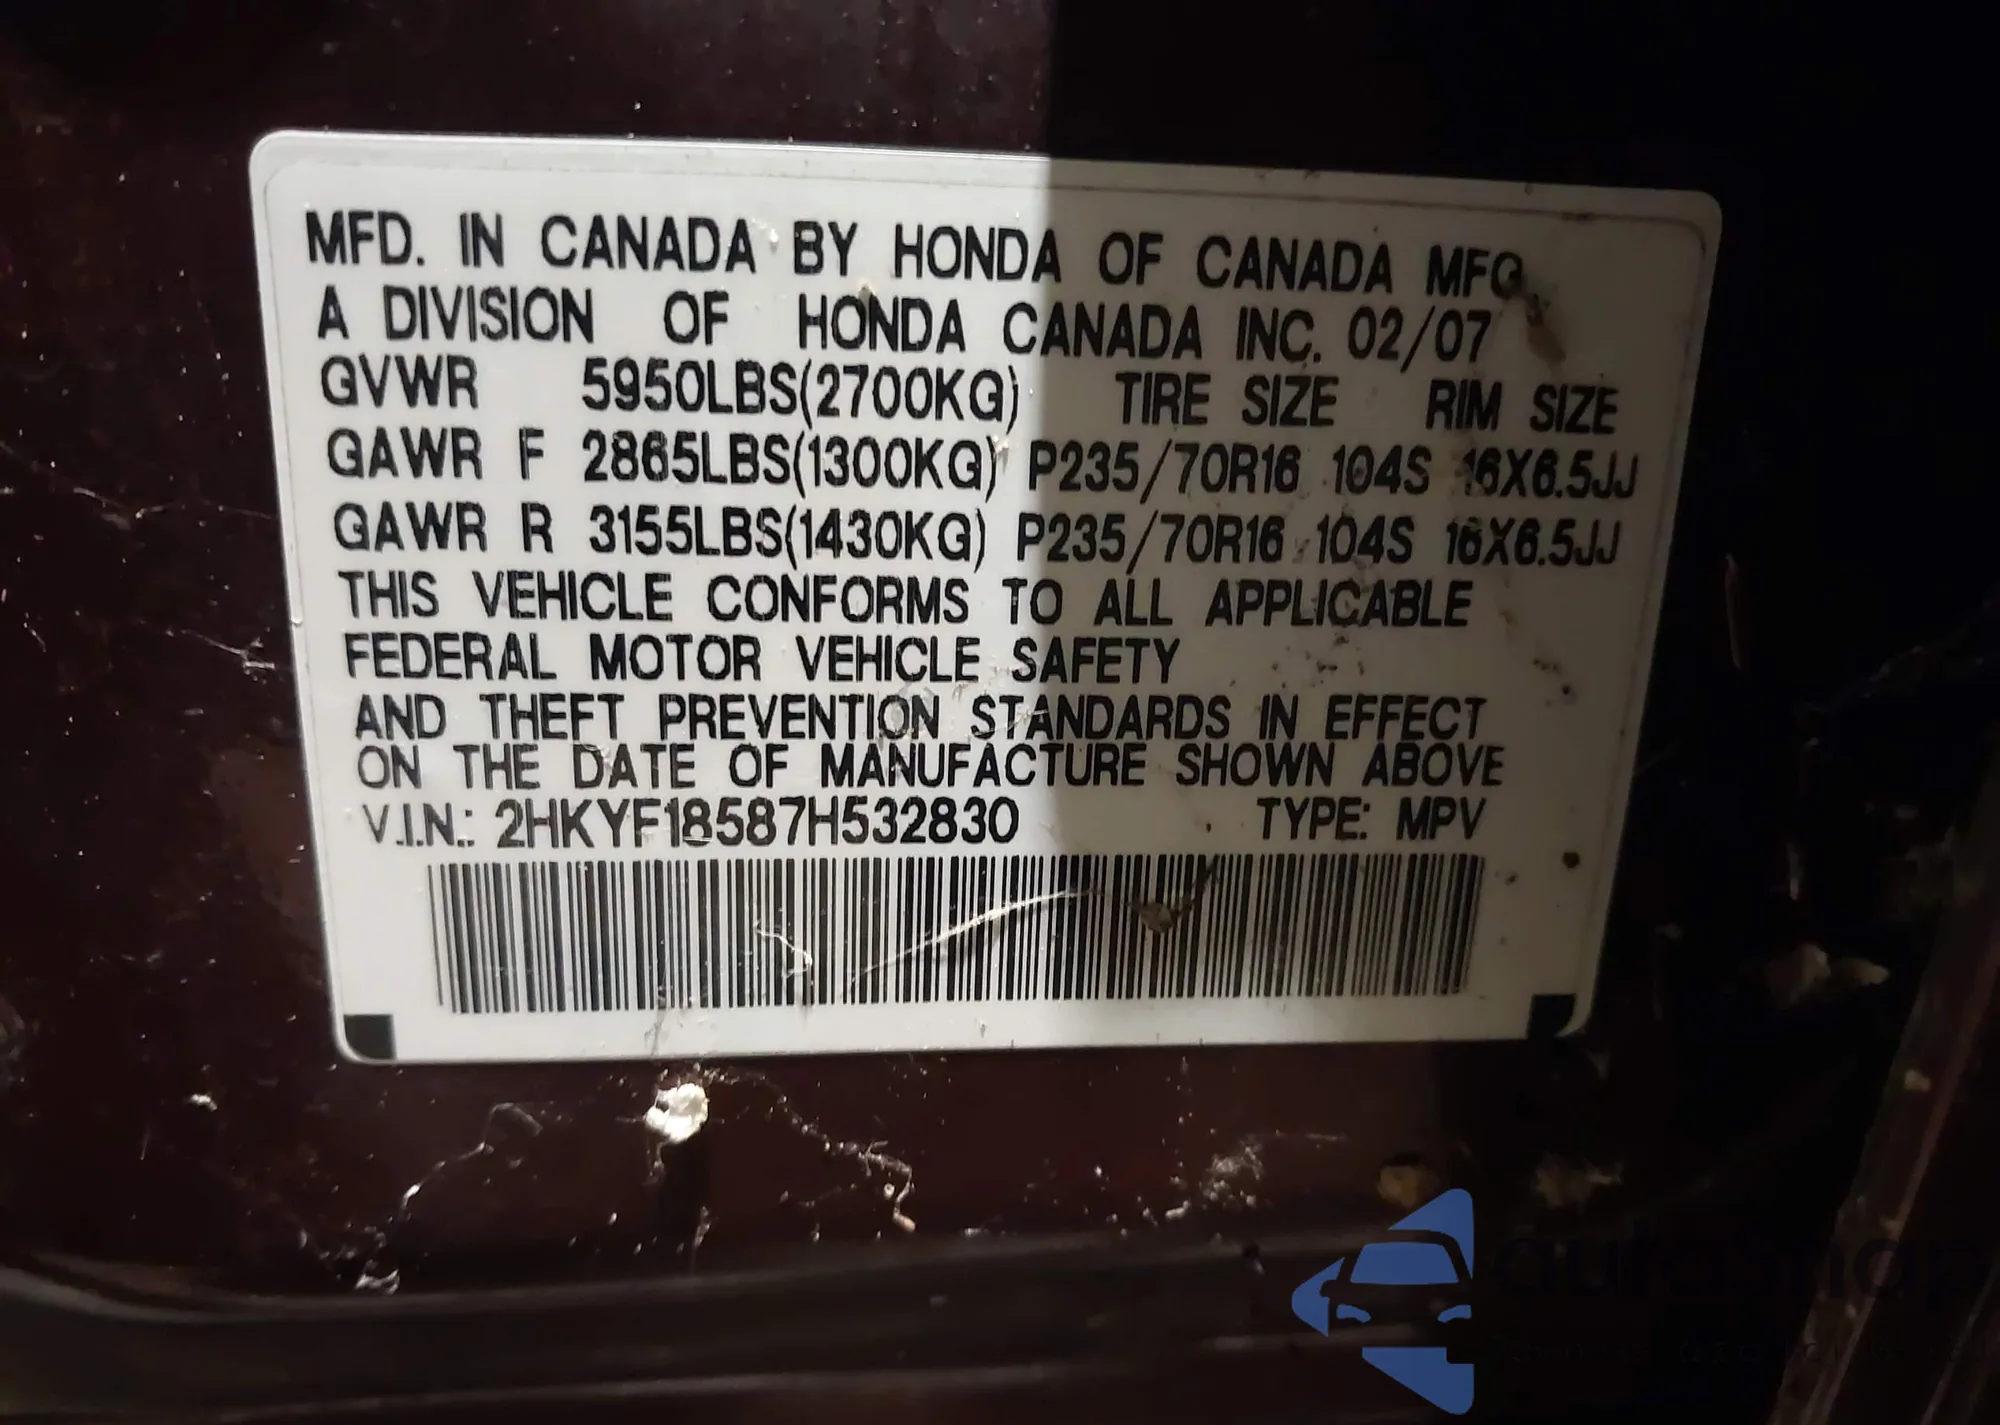 MFD. IN CANADA BY HONDA OF CANADA MFG.
A DIVISION OF HONDA CANADA INC. 02/07
GVWR 5950LBS(2700KG) TIRE SIZE RIM SIZE
GAWR F 2865LBS(1300KG) P235/70R16 104S 16X6.5JJ
GAWR R 3155LBS(1430KG) P235/70R16 104S 16X6.5JJ
THIS VEHICLE CONFORMS TO ALL APPLICABLE
FEDERAL MOTOR VEHICLE SAFETY
AND THEFT PREVENTION STANDARDS IN EFFECT
ON THE DATE OF MANUFACTURE SHOWN ABOVE
V.I.N.: 2HKYF18587H532830 TYPE: MPV